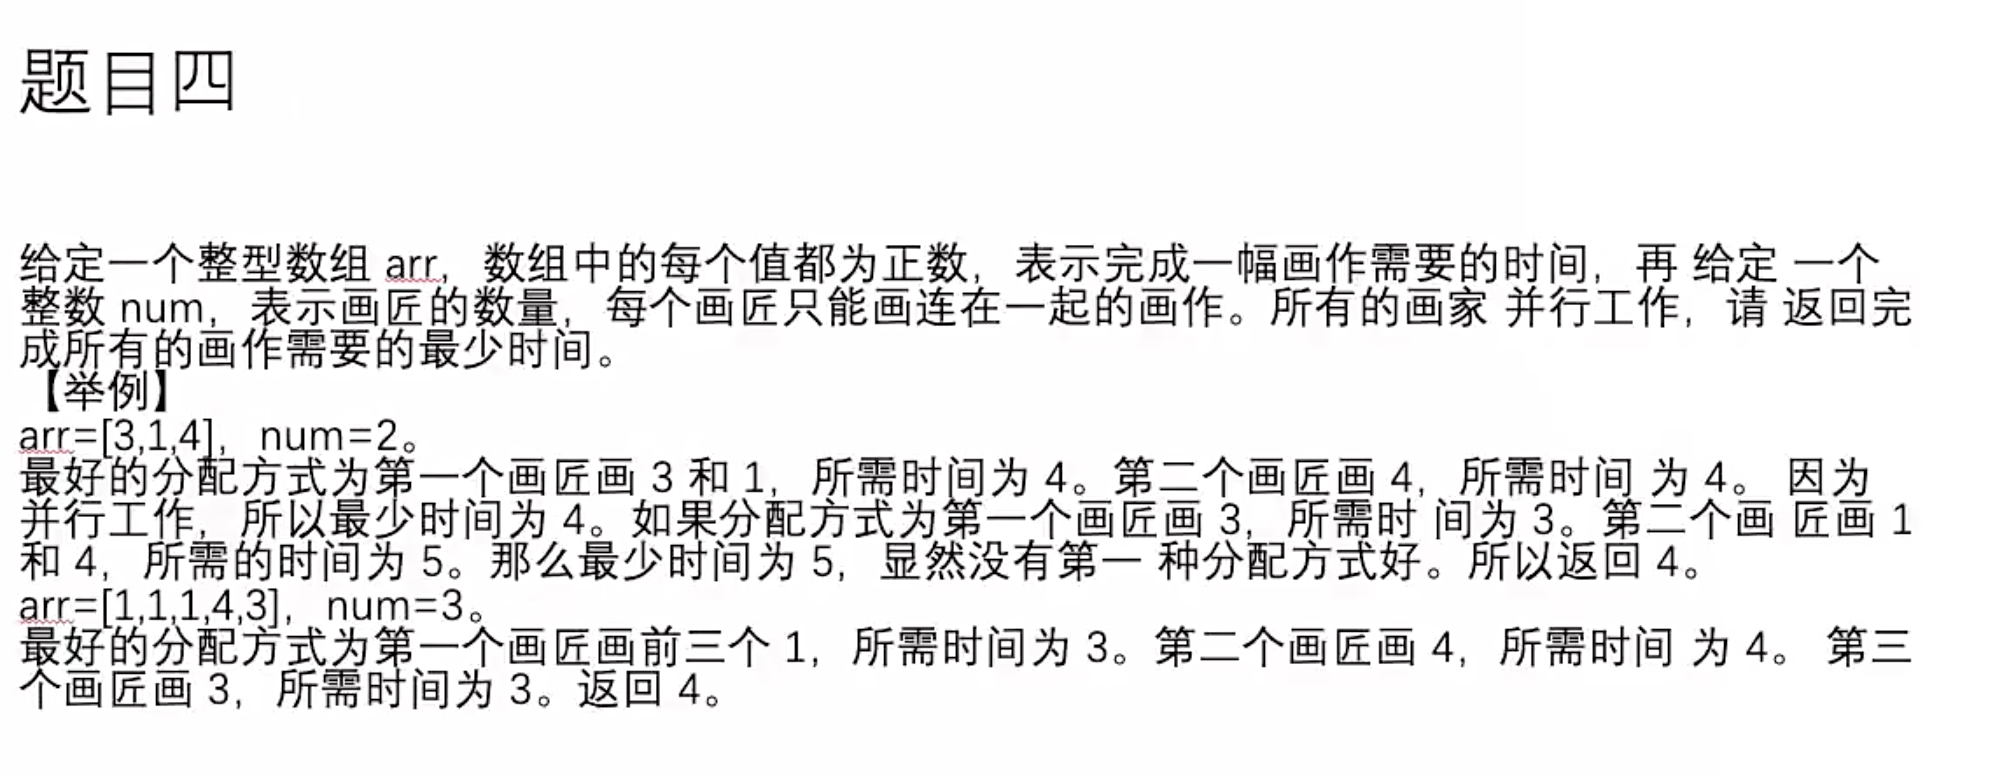 题目四
给定一个整型数组 arr，数组中的每个值都为正数，表示完成一幅画作需要的时间，再 给定 一个
整数 num，表示画匠的数量，每个画匠只能画连在一起的画作。所有的画家 并行工作，请 返回完
成所有的画作需要的最少时间。
【举例】
arr=[3,1,4]，num=2。
最好的分配方式为第一个画匠画 3 和 1，所需时间为 4。第二个画匠画 4，所需时间 为 4。 因为
并行工作，所以最少时间为 4。如果分配方式为第一个画匠画 3，所需时 间为 3。第二个画 匠画 1
和 4，所需的时间为 5。那么最少时间为 5，显然没有第一 种分配方式好。所以返回 4。
arr=[1,1,1,4,3]，num=3。
最好的分配方式为第一个画匠画前三个 1，所需时间为 3。第二个画匠画 4，所需时间 为 4。 第三
个画匠画 3，所需时间为 3。返回 4。